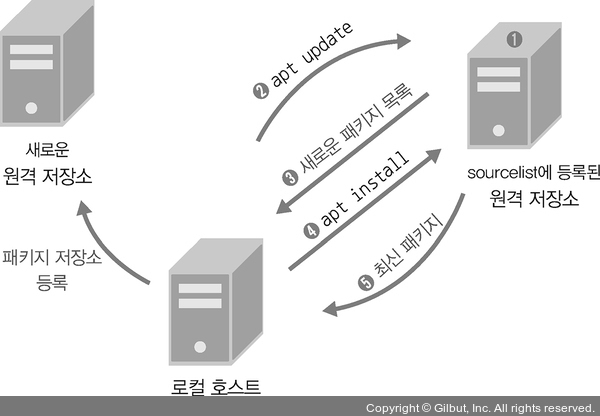 ❶
❷ apt update
❸ 새로운 패키지 목록
❹ apt install
❺ 최신 패키지
새로운
원격 저장소
sourcelist에 등록된
원격 저장소
패키지 저장소
등록
로컬 호스트
Copyright © Gilbut, Inc. All rights reserved.